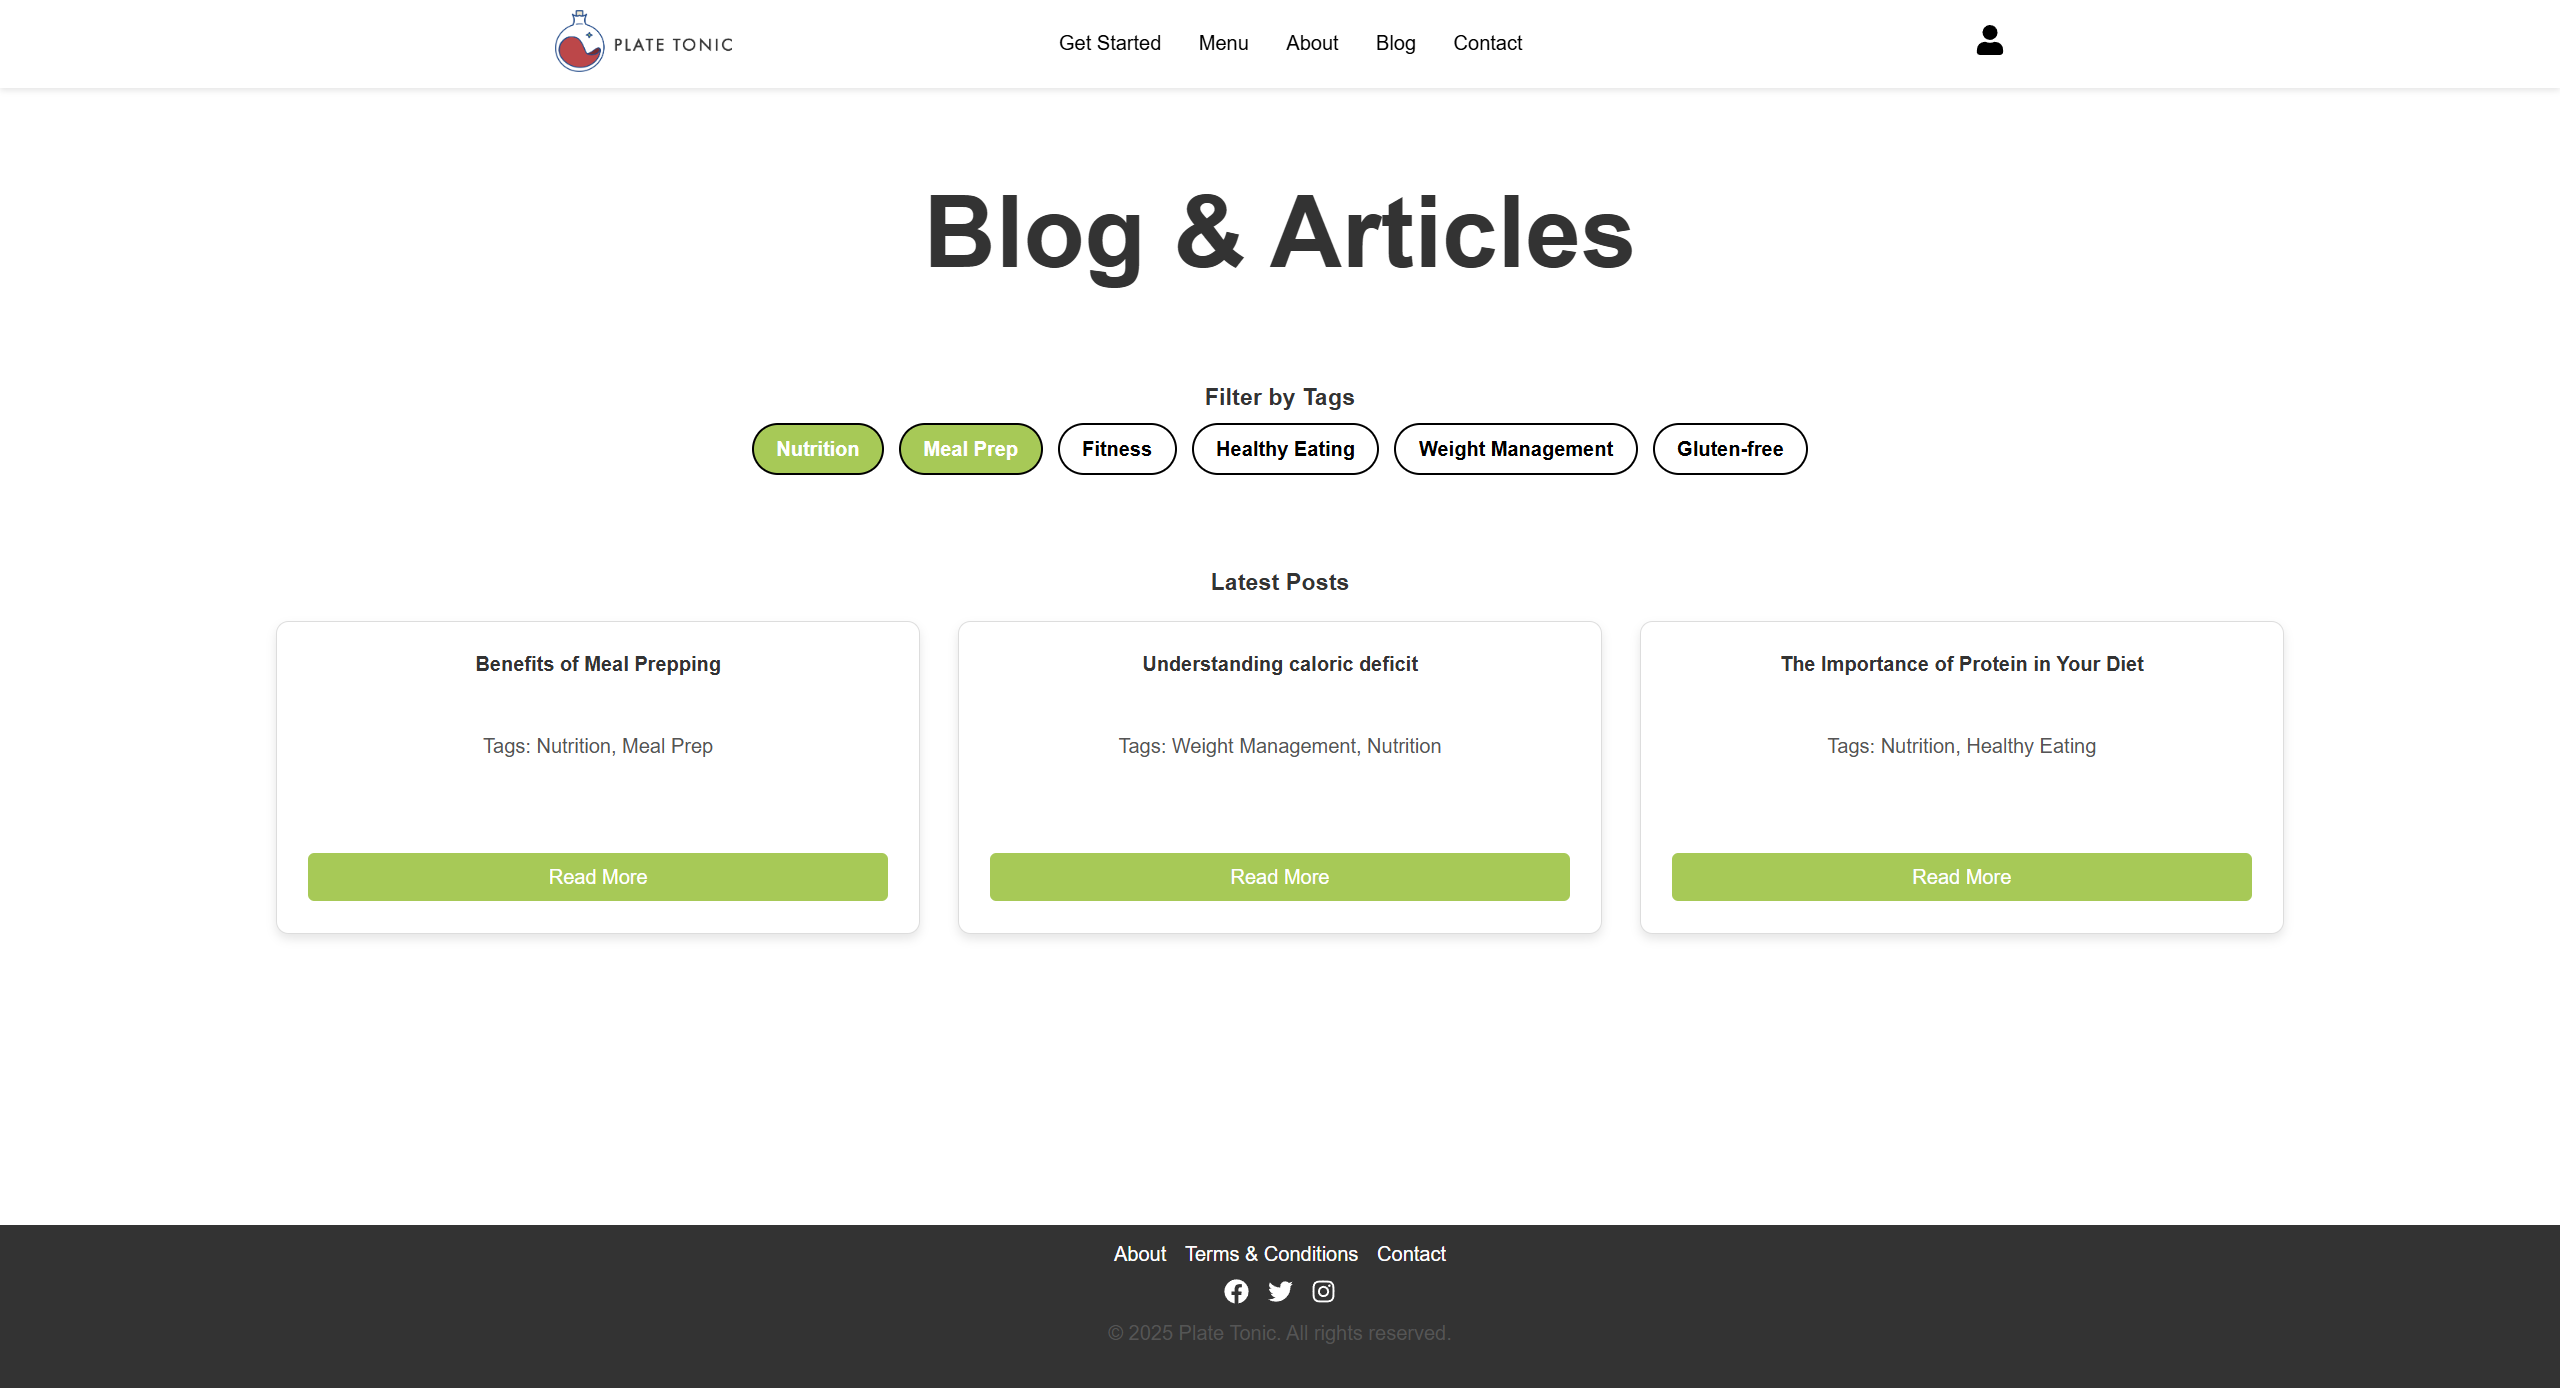 PLATE TONIC
Get Started Menu About Blog Contact
Blog & Articles
Filter by Tags
Nutrition Meal Prep Fitness Healthy Eating Weight Management Gluten-free
Latest Posts
Benefits of Meal Prepping
Tags: Nutrition, Meal Prep
Read More
Understanding caloric deficit
Tags: Weight Management, Nutrition
Read More
The Importance of Protein in Your Diet
Tags: Nutrition, Healthy Eating
Read More
About Terms & Conditions Contact
© 2025 Plate Tonic. All rights reserved.